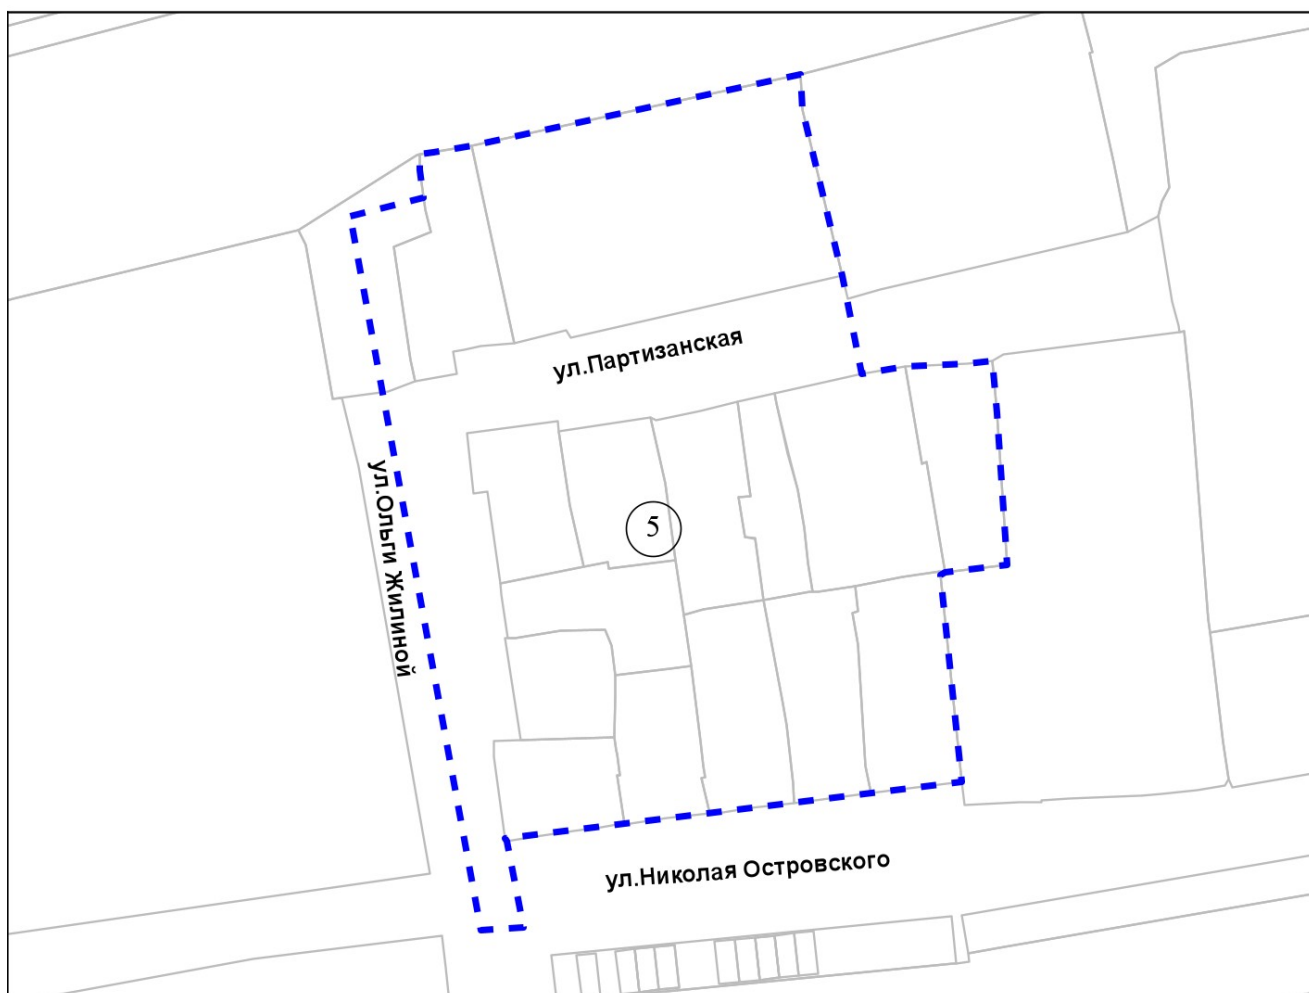 ул.Партизанская
ул.Ольги Жилиной
5
ул.Николая Островского